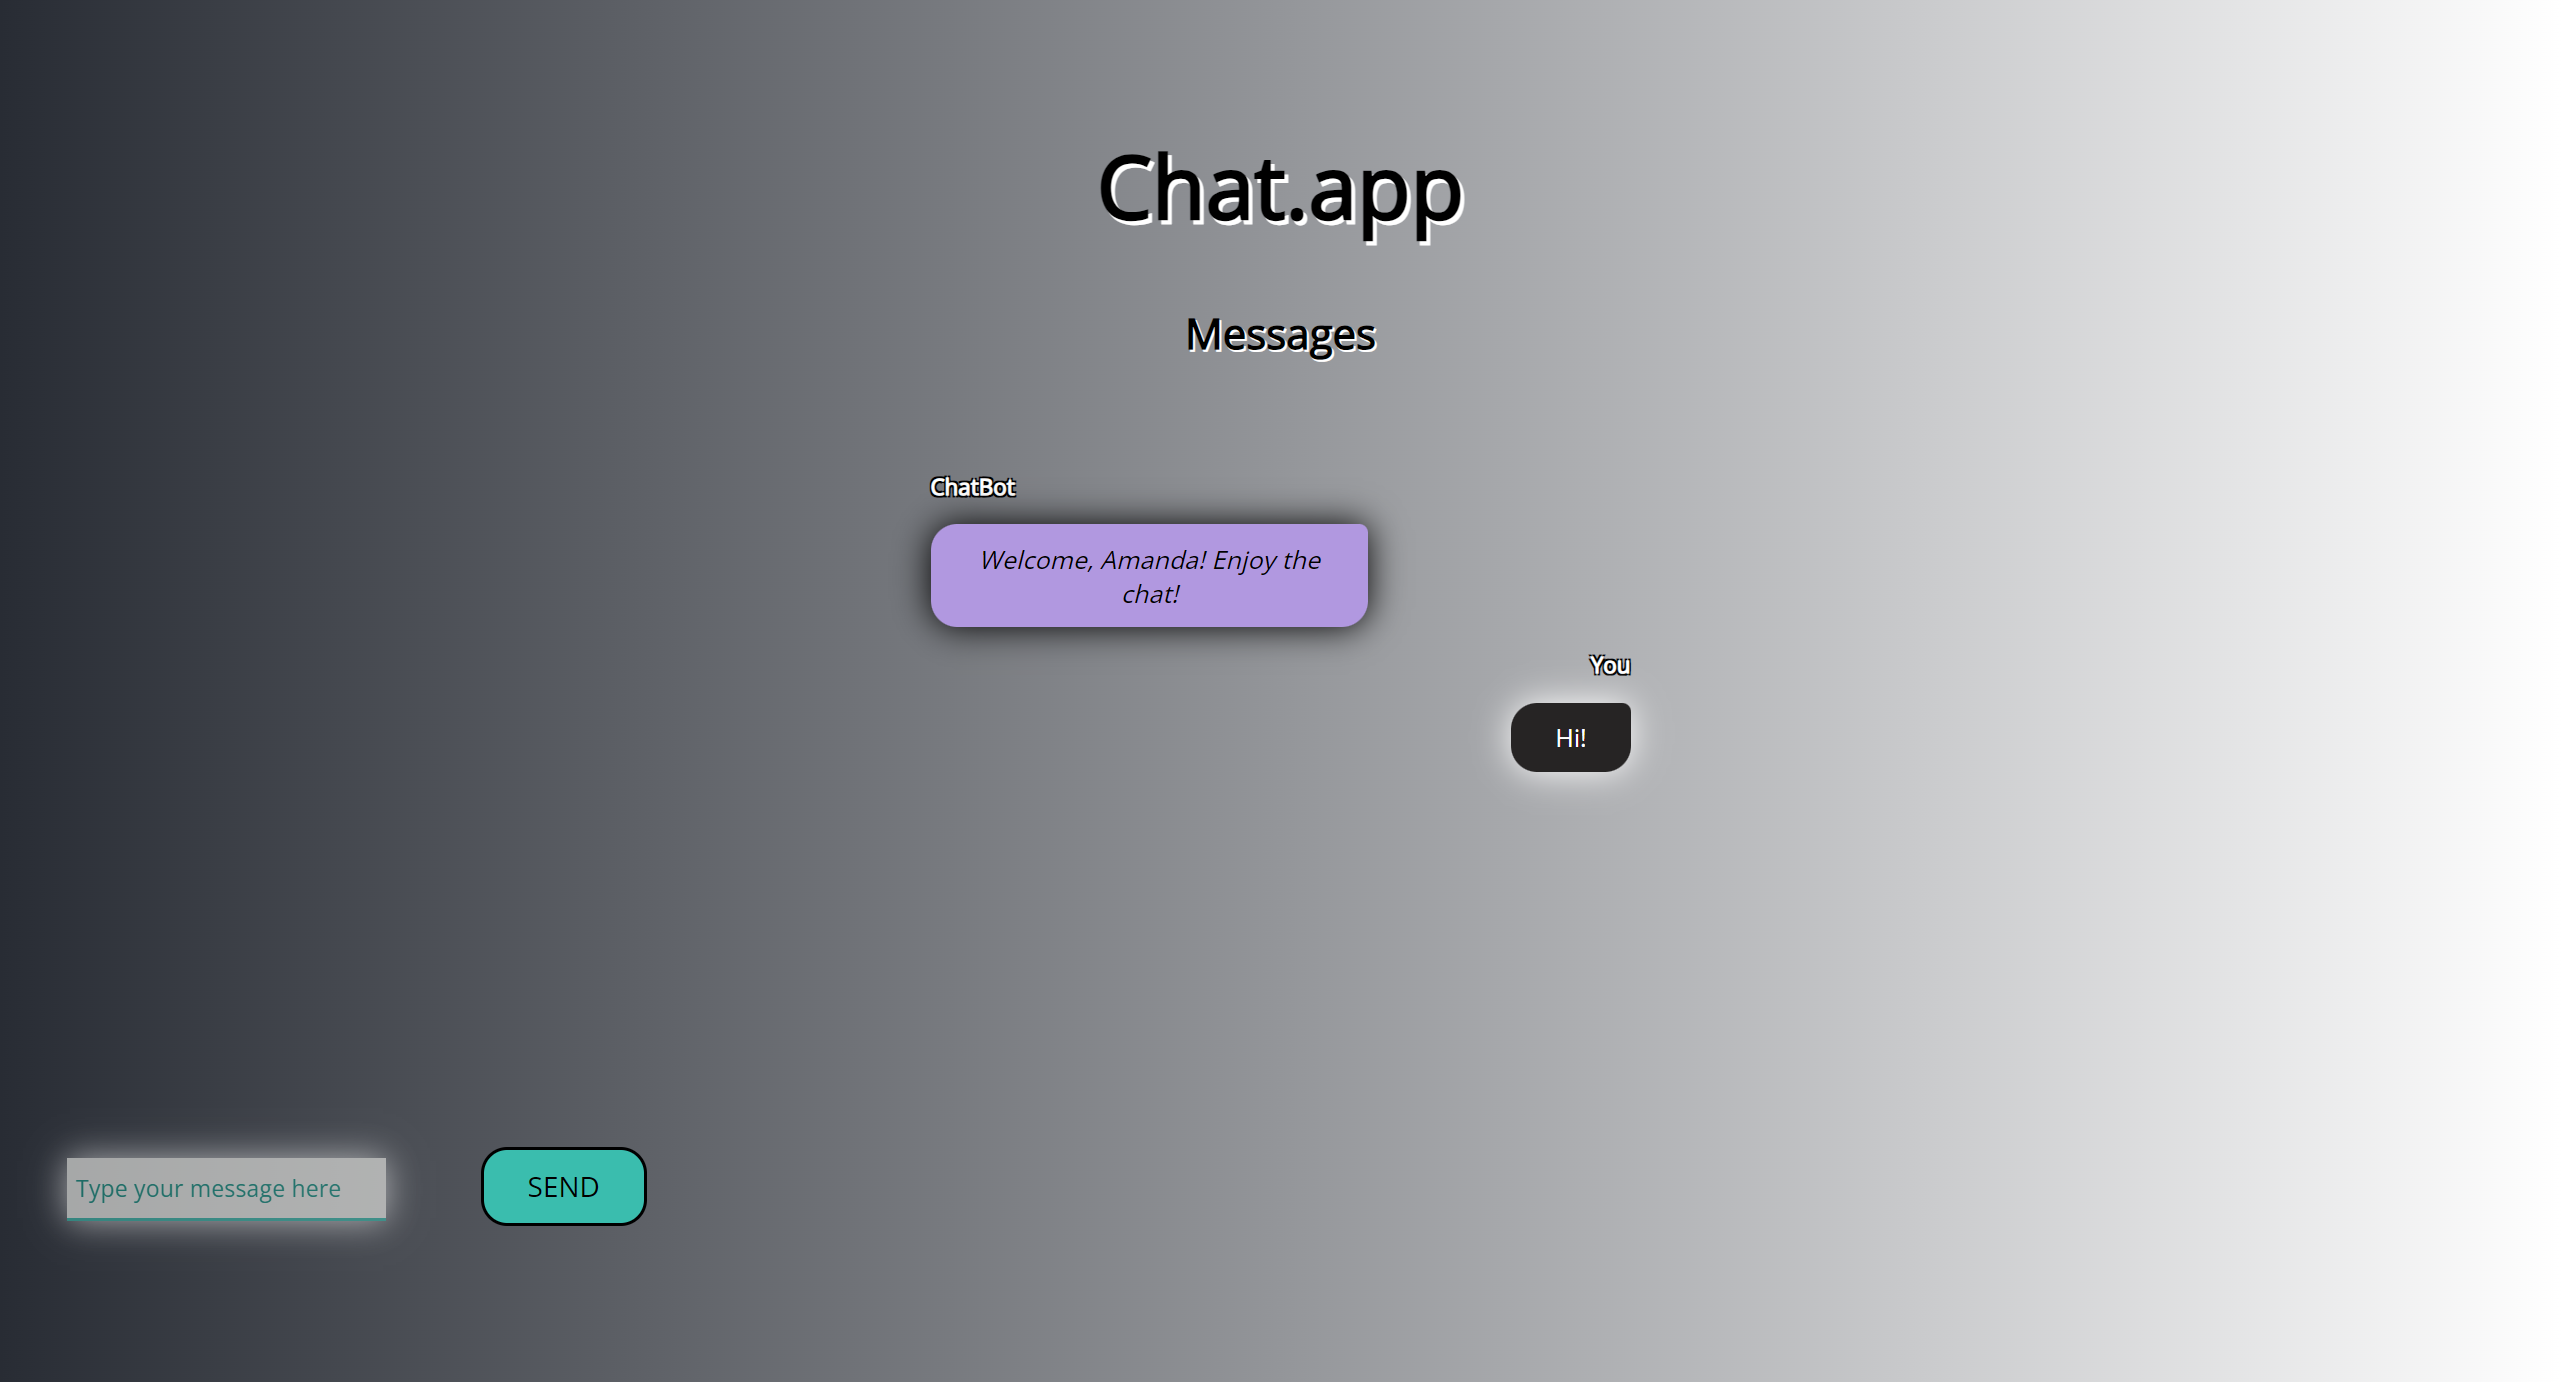 Chat.app
Messages
ChatBot
Welcome, Amanda! Enjoy the
chat!
You
Hi!
Type your message here
SEND